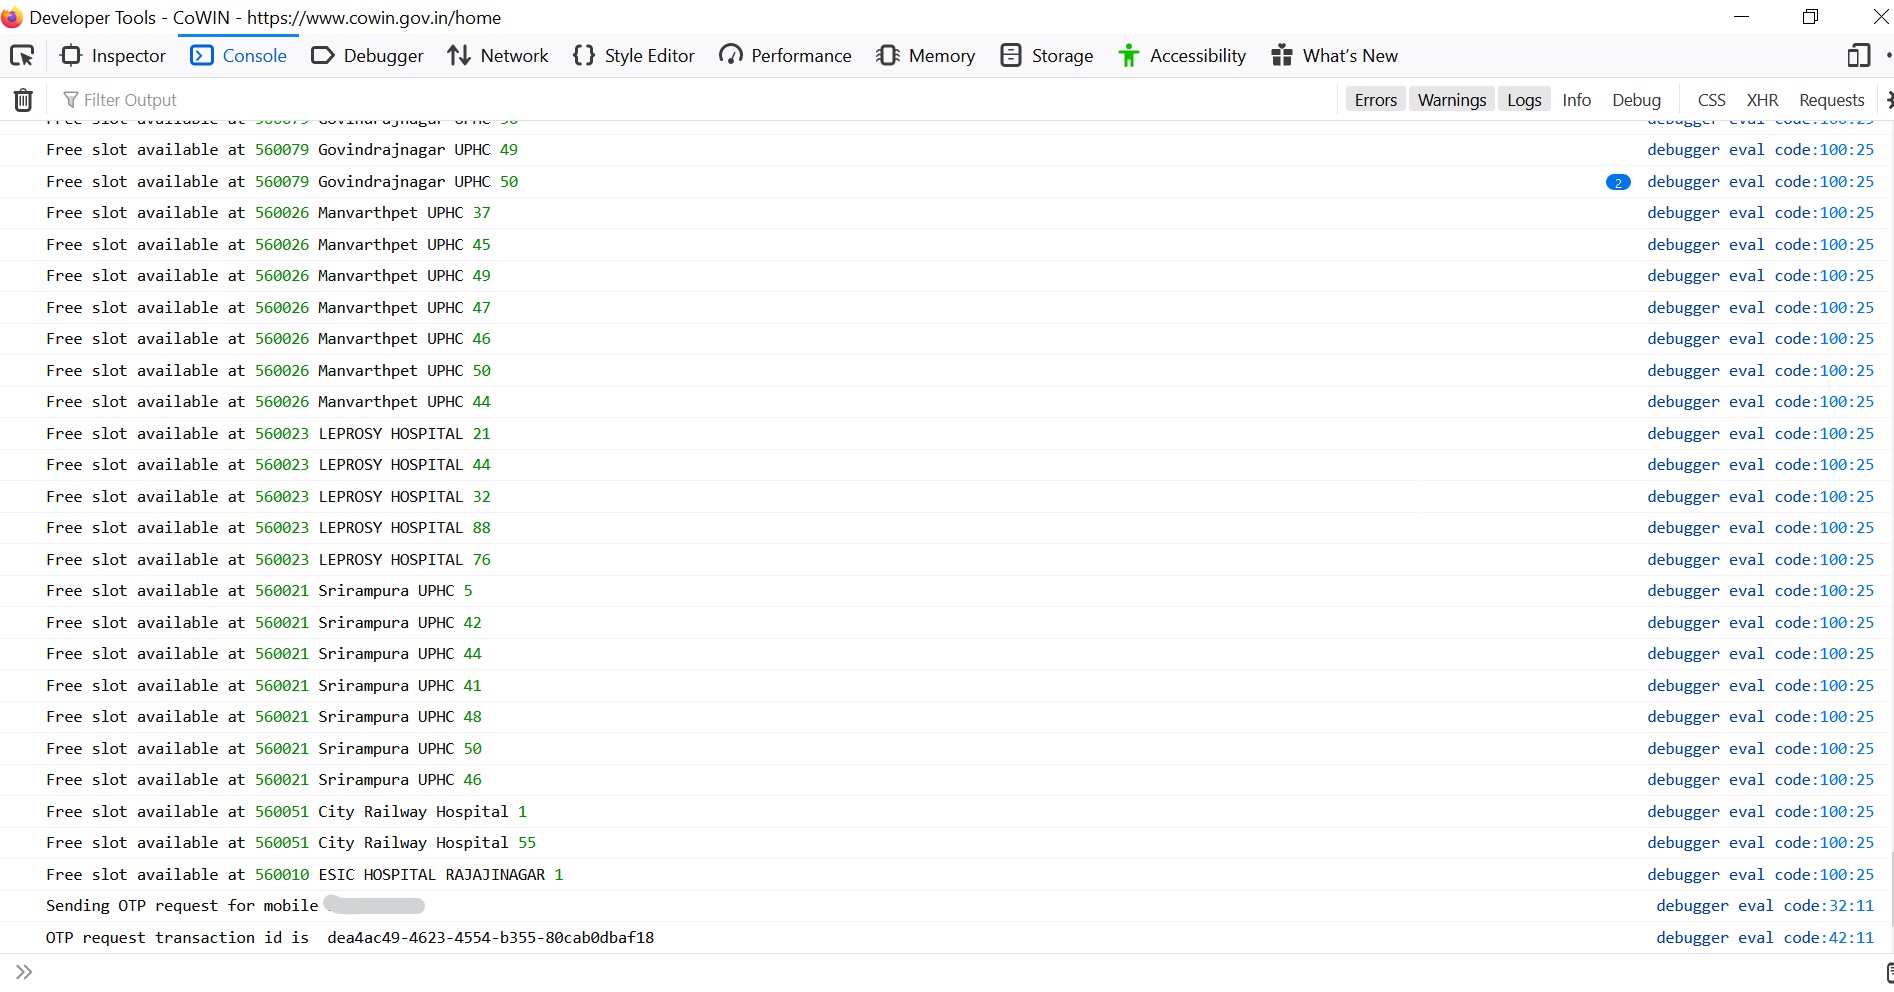 Developer Tools - CoWIN - https://www.cowin.gov.in/home
Inspector Console Debugger Network Style Editor Performance Memory Storage Accessibility What's New
Filter Output Errors Warnings Logs Info Debug CSS XHR Requests
Free slot available at 560079 Govindrajnagar UPHC debugger eval code:100:25
Free slot available at 560079 Govindrajnagar UPHC 49 debugger eval code:100:25
Free slot available at 560079 Govindrajnagar UPHC 50 2 debugger eval code:100:25
Free slot available at 560026 Manvarthpet UPHC 37 debugger eval code:100:25
Free slot available at 560026 Manvarthpet UPHC 45 debugger eval code:100:25
Free slot available at 560026 Manvarthpet UPHC 49 debugger eval code:100:25
Free slot available at 560026 Manvarthpet UPHC 47 debugger eval code:100:25
Free slot available at 560026 Manvarthpet UPHC 46 debugger eval code:100:25
Free slot available at 560026 Manvarthpet UPHC 50 debugger eval code:100:25
Free slot available at 560026 Manvarthpet UPHC 44 debugger eval code:100:25
Free slot available at 560023 LEPROSY HOSPITAL 21 debugger eval code:100:25
Free slot available at 560023 LEPROSY HOSPITAL 44 debugger eval code:100:25
Free slot available at 560023 LEPROSY HOSPITAL 32 debugger eval code:100:25
Free slot available at 560023 LEPROSY HOSPITAL 88 debugger eval code:100:25
Free slot available at 560023 LEPROSY HOSPITAL 76 debugger eval code:100:25
Free slot available at 560021 Srirampura UPHC 5 debugger eval code:100:25
Free slot available at 560021 Srirampura UPHC 42 debugger eval code:100:25
Free slot available at 560021 Srirampura UPHC 44 debugger eval code:100:25
Free slot available at 560021 Srirampura UPHC 41 debugger eval code:100:25
Free slot available at 560021 Srirampura UPHC 48 debugger eval code:100:25
Free slot available at 560021 Srirampura UPHC 50 debugger eval code:100:25
Free slot available at 560021 Srirampura UPHC 46 debugger eval code:100:25
Free slot available at 560051 City Railway Hospital 1 debugger eval code:100:25
Free slot available at 560051 City Railway Hospital 55 debugger eval code:100:25
Free slot available at 560010 ESIC HOSPITAL RAJAJINAGAR 1 debugger eval code:100:25
Sending OTP request for mobile debugger eval code:32:11
OTP request transaction id is dea4ac49-4623-4554-b355-80cab0dbaf18 debugger eval code:42:11